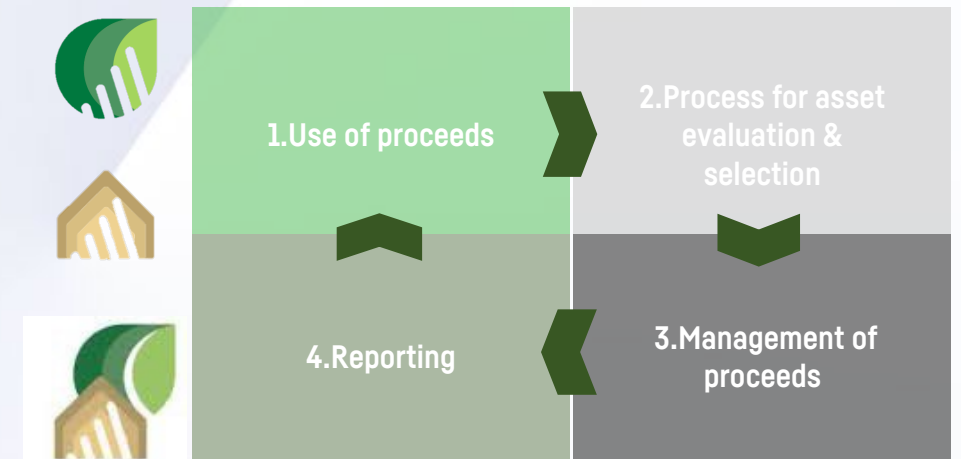 1.Use of proceeds
2.Process for asset
evaluation &
selection
4.Reporting
3.Management of
proceeds